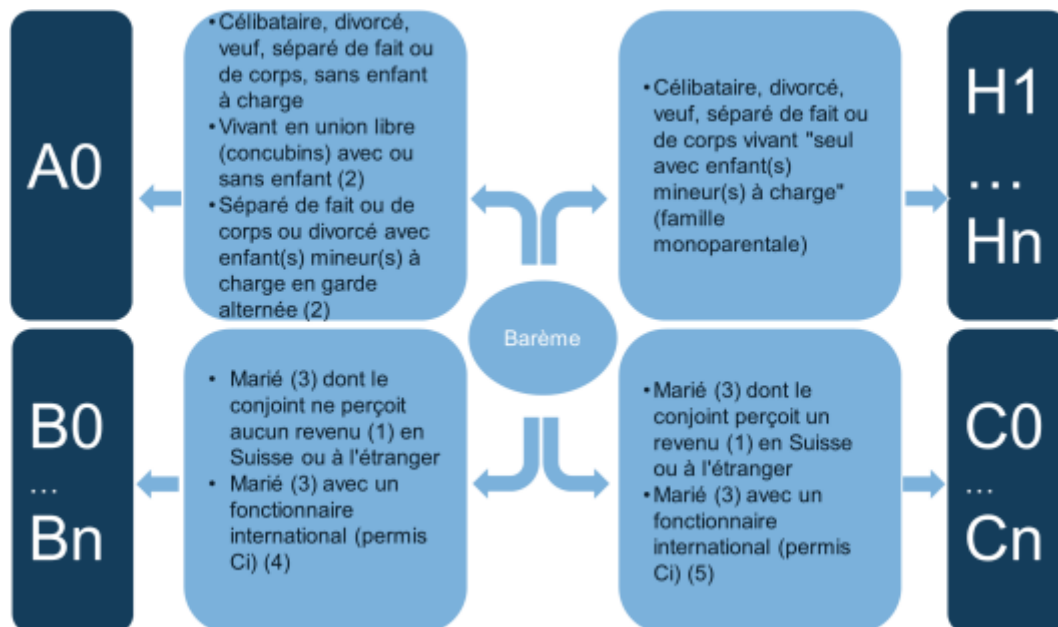 A0
•Célibataire, divorcé,
veuf, séparé de fait ou
de corps, sans enfant
à charge
•Vivant en union libre
(concubins) avec ou
sans enfant (2)
•Séparé de fait ou de
corps ou divorcé avec
enfant(s) mineur(s) à
charge en garde
alternée (2)
•Célibataire, divorcé,
veuf, séparé de fait ou
de corps vivant "seul
avec enfant(s)
mineur(s) à charge"
(famille
monoparentale)
H1
...
Hn
Barème
B0
...
Bn
• Marié (3) dont le
conjoint ne perçoit
aucun revenu (1) en
Suisse ou à l'étranger
• Marié (3) avec un
fonctionnaire
international (permis
Ci) (4)
•Marié (3) dont le
conjoint perçoit un
revenu (1) en Suisse
ou à l'étranger
•Marié (3) avec un
fonctionnaire
international (permis
Ci) (5)
C0
...
Cn